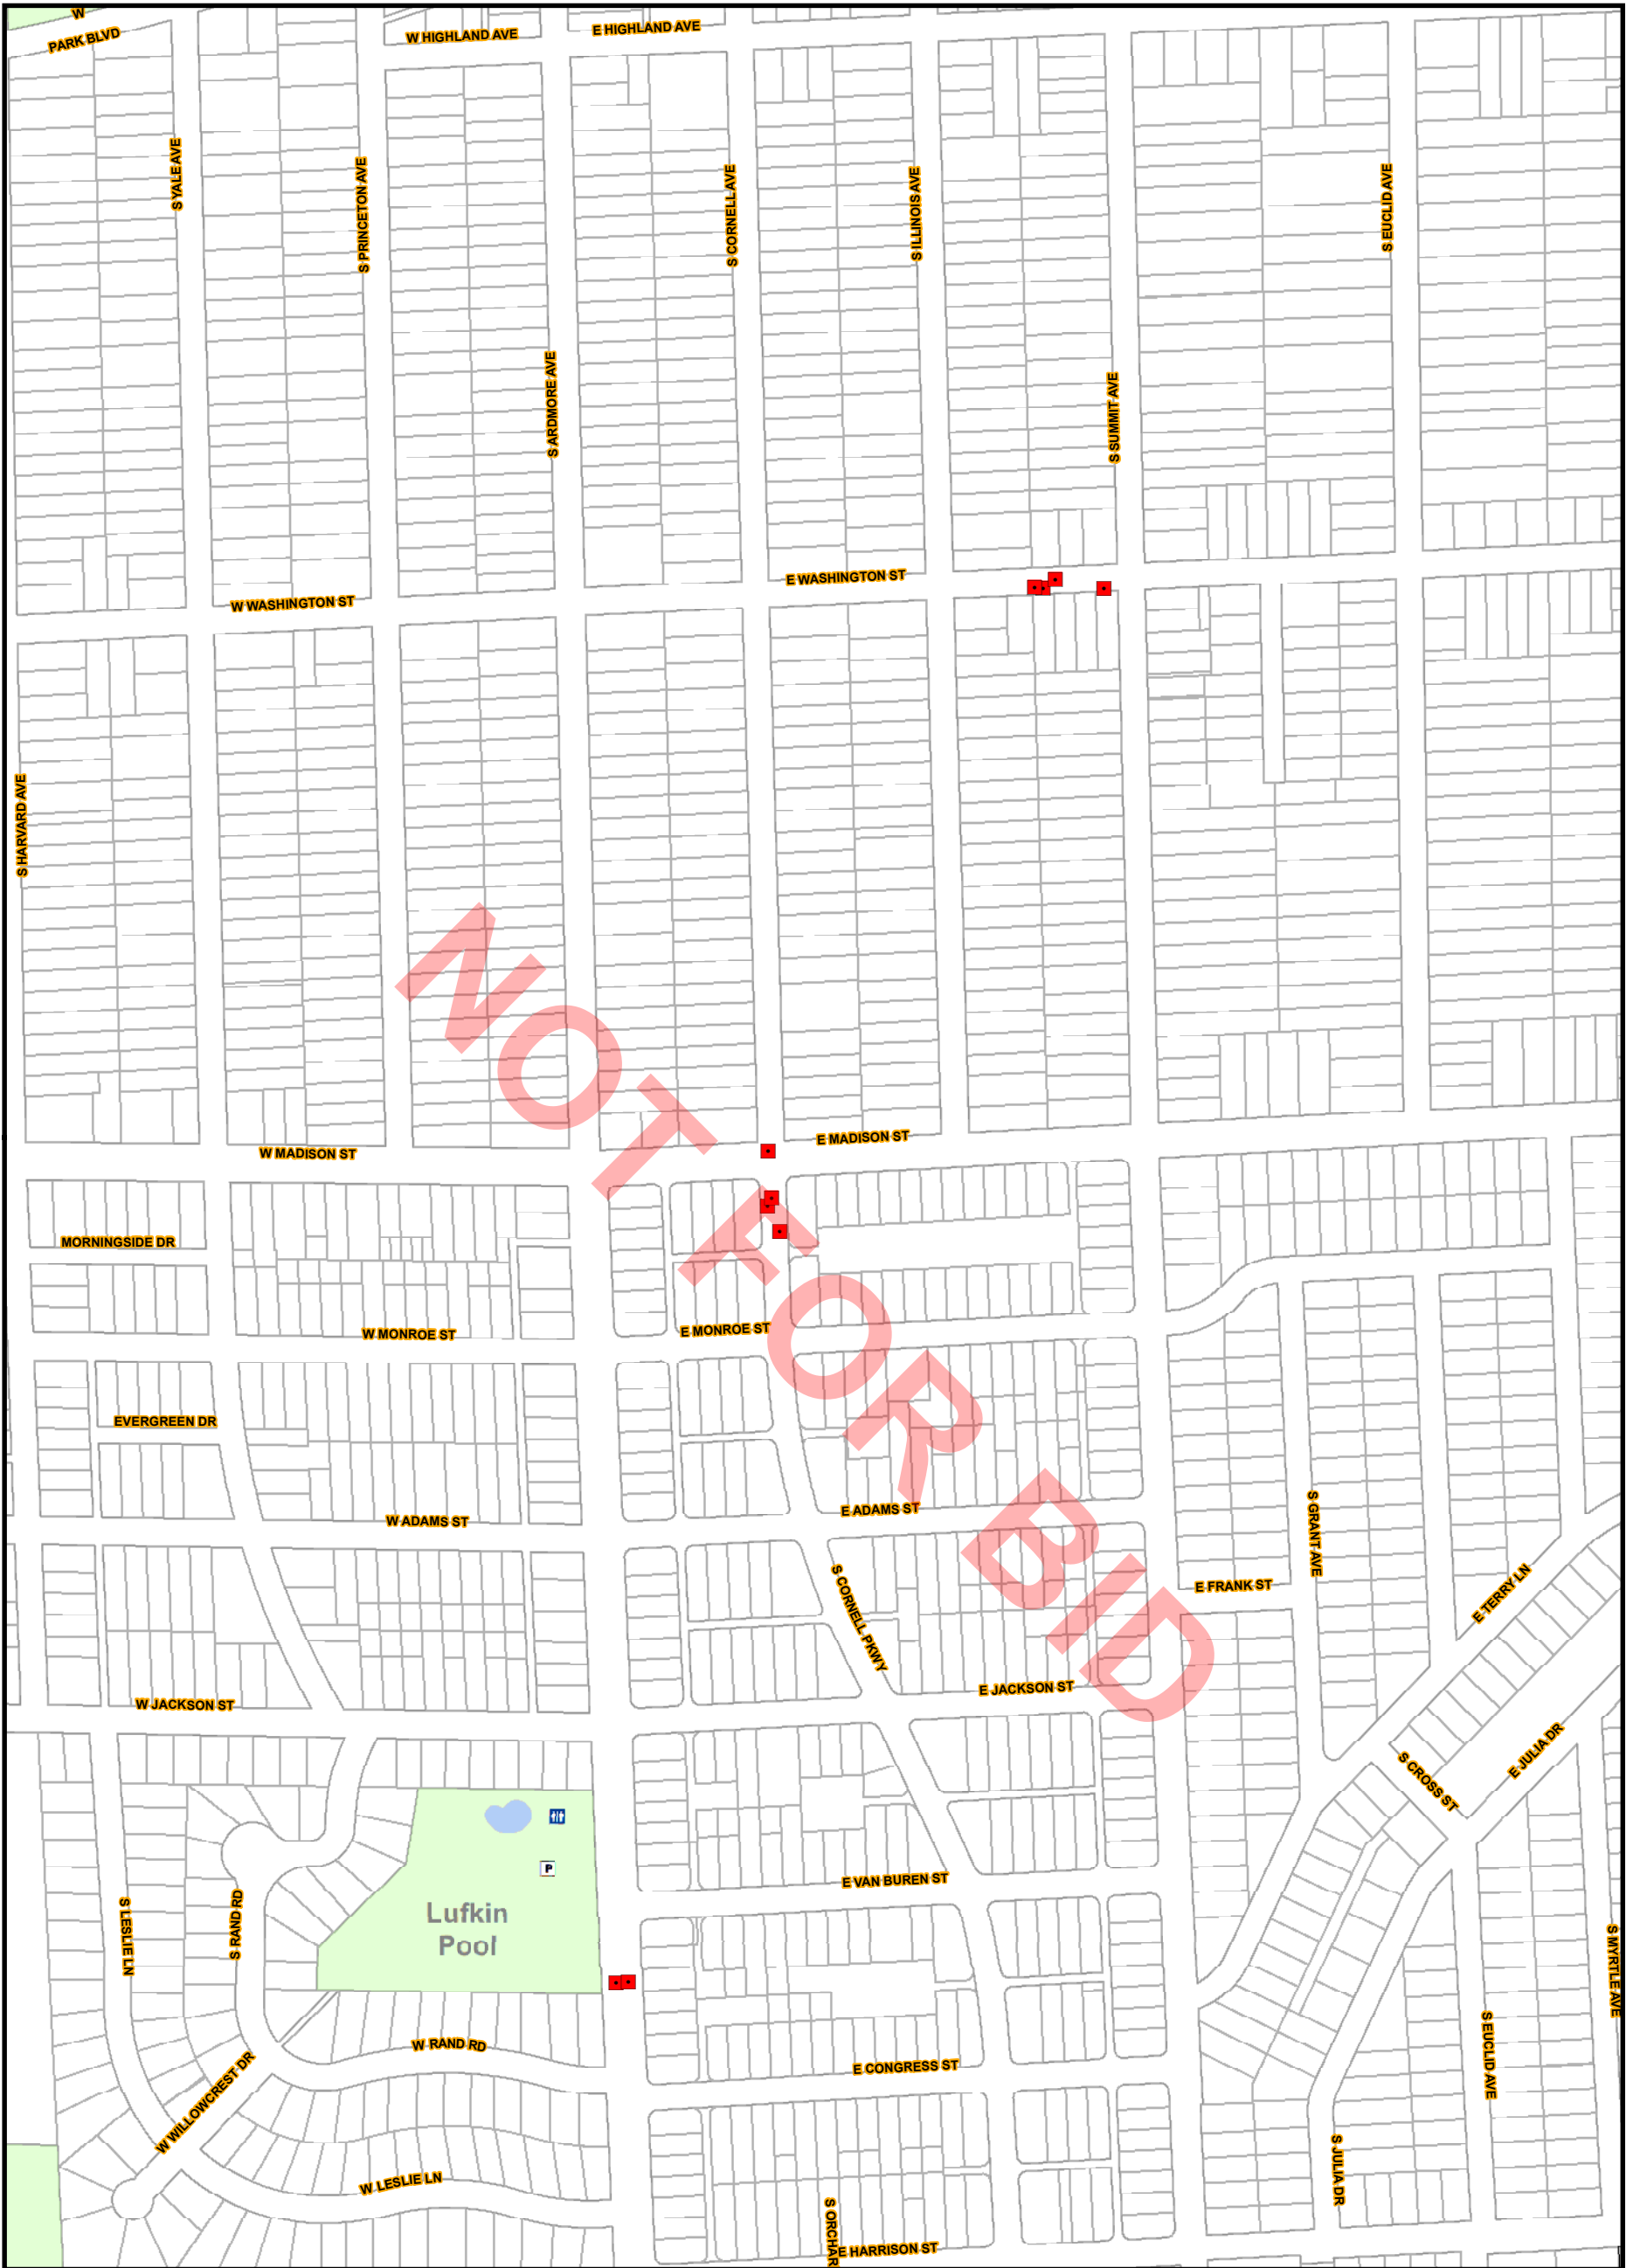 W
PARK BLVD
W HIGHLAND AVE
E HIGHLAND AVE
S YALE AVE
S PRINCETON AVE
S CORNELL AVE
S ILLINOIS AVE
S EUCLID AVE
S ARDMORE AVE
S SUMMIT AVE
E WASHINGTON ST
W WASHINGTON ST
S HARVARD AVE
E MADISON ST
W MADISON ST
MORNINGSIDE DR
W MONROE ST
E MONROE ST
EVERGREEN DR
W ADAMS ST
E ADAMS ST
S GRANT AVE
E FRANK ST
E TERRY LN
S CORNELL PKWY
E JACKSON ST
W JACKSON ST
S CROSS ST
E JULIA DR
P
E VAN BUREN ST
Lufkin
Pool
S LESLIE LN
S RAND RD
S MYRTLE AVE
W RAND RD
E CONGRESS ST
S EUCLID AVE
W WILLOWCREST DR
W LESLIE LN
S JULIA DR
S ORCHAR
E HARRISON ST
NOT FOR BID